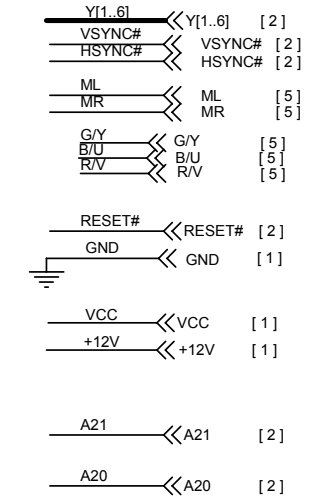 Y[1..6] Y[1..6] [ 2 ]
VSYNC# VSYNC# [ 2 ]
HSYNC# HSYNC# [ 2 ]
ML ML [ 5 ]
MR MR [ 5 ]
G/Y G/Y [ 5 ]
B/U B/U [ 5 ]
R/V R/V [ 5 ]
RESET# RESET# [ 2 ]
GND GND [ 1 ]
VCC VCC [ 1 ]
+12V +12V [ 1 ]
A21 A21 [ 2 ]
A20 A20 [ 2 ]